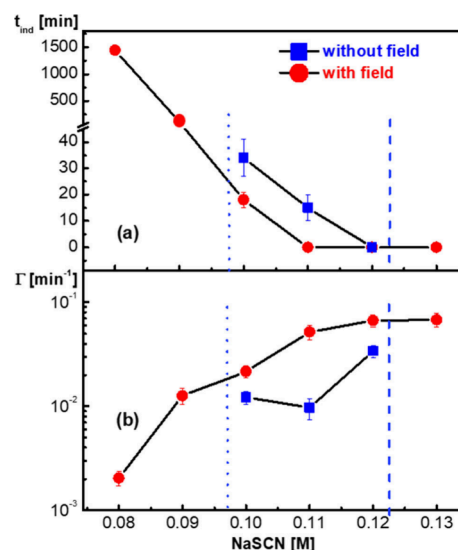 t_ind [min]
1500
1000
500
40
30
20
10
0
without field
with field
(a)
Γ [min⁻¹]
10⁻¹
10⁻²
10⁻³
(b)
0.08 0.09 0.10 0.11 0.12 0.13
NaSCN [M]